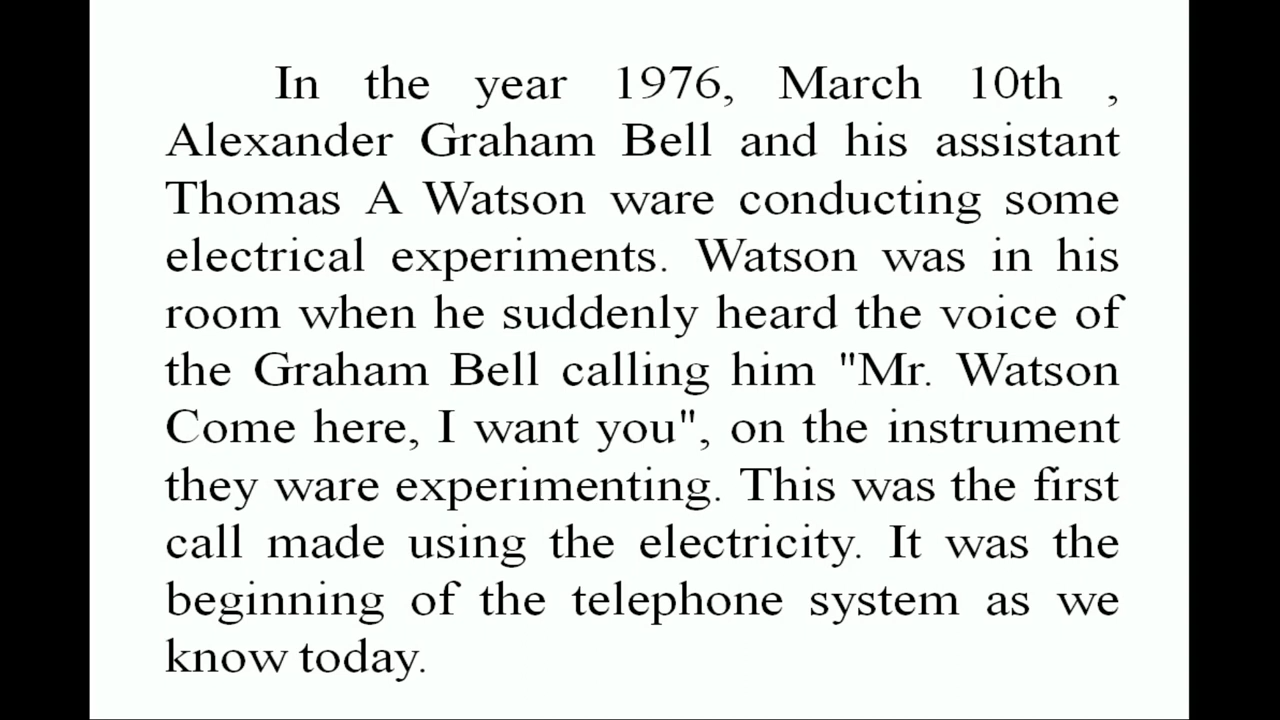 In the year 1976, March 10th ,
Alexander Graham Bell and his assistant
Thomas A Watson ware conducting some
electrical experiments. Watson was in his
room when he suddenly heard the voice of
the Graham Bell calling him "Mr. Watson
Come here, I want you", on the instrument
they ware experimenting. This was the first
call made using the electricity. It was the
beginning of the telephone system as we
know today.